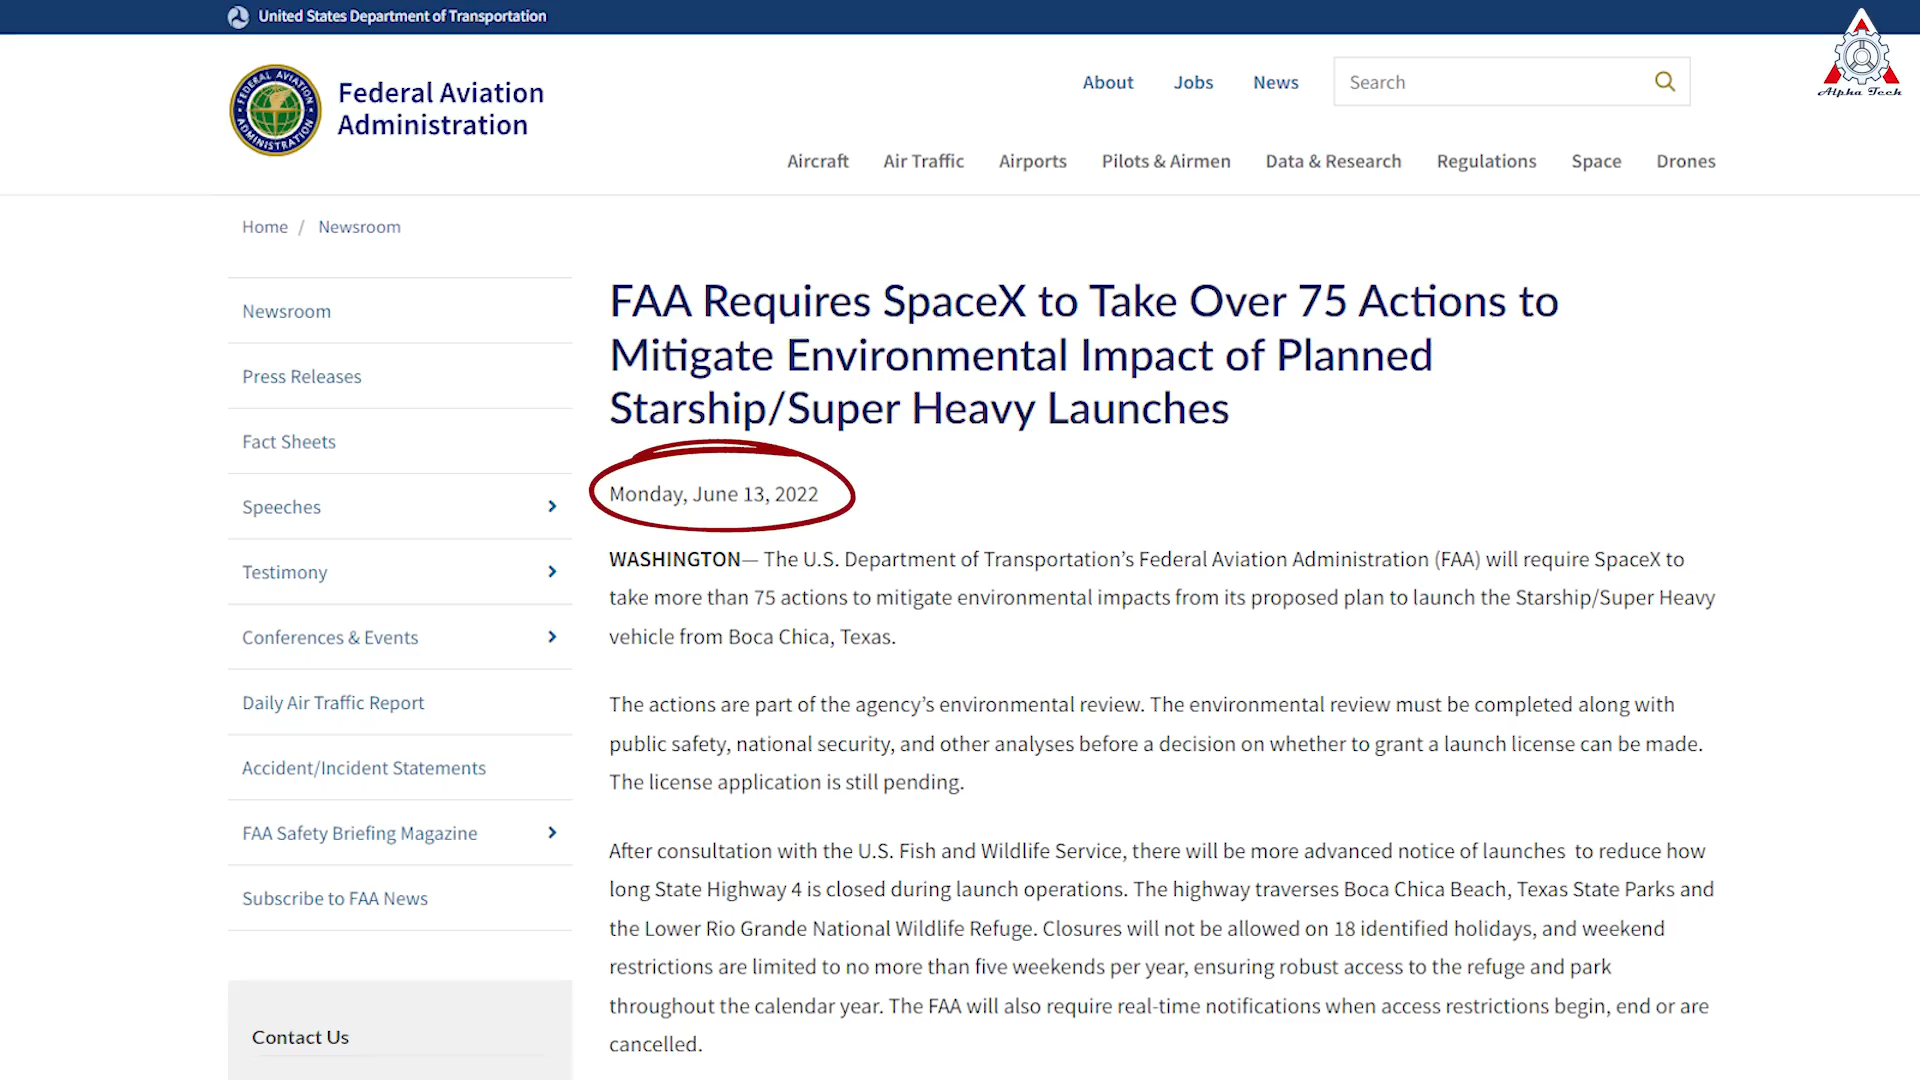 United States Department of Transportation
Alpha Tech
FEDERAL AVIATION ADMINISTRATION
Federal Aviation
Administration
About Jobs News Search
Aircraft Air Traffic Airports Pilots & Airmen Data & Research Regulations Space Drones
Home / Newsroom
Newsroom
Press Releases
Fact Sheets
Speeches
Testimony
Conferences & Events
Daily Air Traffic Report
Accident/Incident Statements
FAA Safety Briefing Magazine
Subscribe to FAA News
Contact Us
FAA Requires SpaceX to Take Over 75 Actions to
Mitigate Environmental Impact of Planned
Starship/Super Heavy Launches
Monday, June 13, 2022
WASHINGTON— The U.S. Department of Transportation’s Federal Aviation Administration (FAA) will require SpaceX to
take more than 75 actions to mitigate environmental impacts from its proposed plan to launch the Starship/Super Heavy
vehicle from Boca Chica, Texas.
The actions are part of the agency’s environmental review. The environmental review must be completed along with
public safety, national security, and other analyses before a decision on whether to grant a launch license can be made.
The license application is still pending.
After consultation with the U.S. Fish and Wildlife Service, there will be more advanced notice of launches to reduce how
long State Highway 4 is closed during launch operations. The highway traverses Boca Chica Beach, Texas State Parks and
the Lower Rio Grande National Wildlife Refuge. Closures will not be allowed on 18 identified holidays, and weekend
restrictions are limited to no more than five weekends per year, ensuring robust access to the refuge and park
throughout the calendar year. The FAA will also require real-time notifications when access restrictions begin, end or are
cancelled.